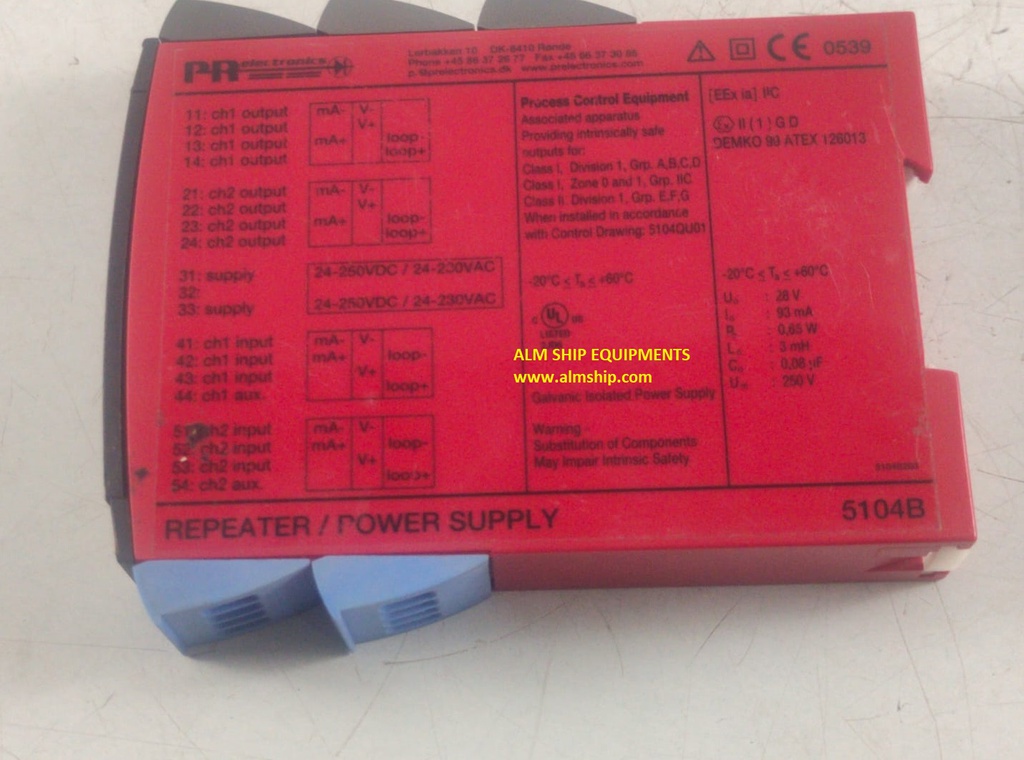 PR electronics
Lerbakken 10 DK-8410 Rønde
Phone +45 86 37 26 77 Fax +45 86 37 30 85
www.prelectronics.com
CE 0539
11: ch1 output
12: ch1 output
13: ch1 output
14: ch1 output
mA- V-
V+
mA+ loop-
loop+
21: ch2 output
22: ch2 output
23: ch2 output
24: ch2 output
mA- V-
V+
mA+ loop-
loop+
31: supply
32:
33: supply
24-250VDC / 24-230VAC
24-250VDC / 24-230VAC
41: ch1 input
42: ch1 input
43: ch1 input
44: ch1 aux.
mA- V-
mA+ loop-
V+
loop+
51: ch2 input
52: ch2 input
53: ch2 input
54: ch2 aux.
mA- V-
mA+ loop-
V+
loop+
Process Control Equipment
Associated apparatus
Providing intrinsically safe
outputs for:
Class I, Division 1, Grp. A,B,C,D
Class I, Zone 0 and 1, Grp. IIC
Class II, Division 1, Grp. E,F,G
When installed in accordance
with Control Drawing: 5104QU01
-20°C ≤ Ta ≤ +60°C
c UL us
LISTED
ALM SHIP EQUIPMENTS
www.almship.com
Galvanic Isolated Power Supply
Warning
Substitution of Components
May Impair Intrinsic Safety
[EEx ia] IIC
Ex II (1) G D
DEMKO 99 ATEX 126013
-20°C ≤ Ta ≤ +60°C
: 28 V
: 93 mA
: 0,65 W
: 3 mH
: 0,08 µF
: 250 V
REPEATER / POWER SUPPLY
5104B